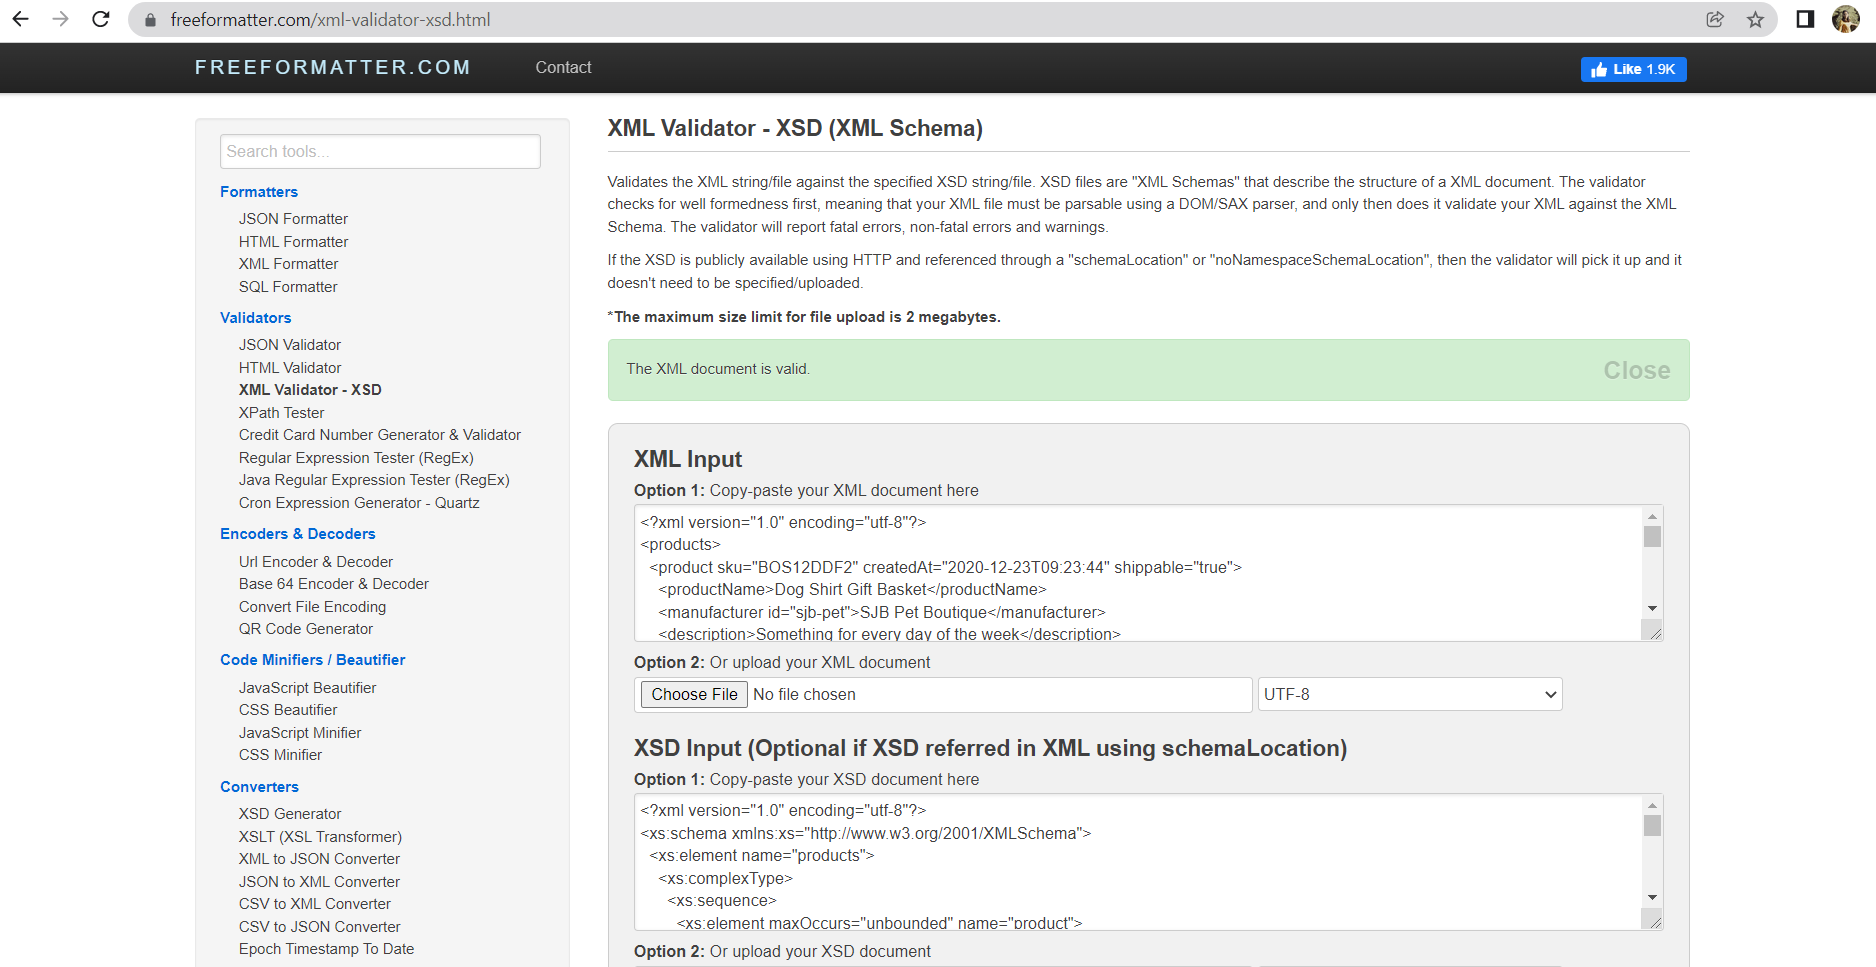 freeformatter.com/xml-validator-xsd.html
FREEFORMATTER.COM
Contact
Like 1.9K
Search tools...
Formatters
JSON Formatter
HTML Formatter
XML Formatter
SQL Formatter
Validators
JSON Validator
HTML Validator
XML Validator - XSD
XPath Tester
Credit Card Number Generator & Validator
Regular Expression Tester (RegEx)
Java Regular Expression Tester (RegEx)
Cron Expression Generator - Quartz
Encoders & Decoders
Url Encoder & Decoder
Base 64 Encoder & Decoder
Convert File Encoding
QR Code Generator
Code Minifiers / Beautifier
JavaScript Beautifier
CSS Beautifier
JavaScript Minifier
CSS Minifier
Converters
XSD Generator
XSLT (XSL Transformer)
XML to JSON Converter
JSON to XML Converter
CSV to XML Converter
CSV to JSON Converter
Epoch Timestamp To Date
XML Validator - XSD (XML Schema)
Validates the XML string/file against the specified XSD string/file. XSD files are "XML Schemas" that describe the structure of a XML document. The validator
checks for well formedness first, meaning that your XML file must be parsable using a DOM/SAX parser, and only then does it validate your XML against the XML
Schema. The validator will report fatal errors, non-fatal errors and warnings.
If the XSD is publicly available using HTTP and referenced through a "schemaLocation" or "noNamespaceSchemaLocation", then the validator will pick it up and it
doesn't need to be specified/uploaded.
*The maximum size limit for file upload is 2 megabytes.
The XML document is valid.
Close
XML Input
Option 1: Copy-paste your XML document here
<?xml version="1.0" encoding="utf-8"?>
<products>
<product sku="BOS12DDF2" createdAt="2020-12-23T09:23:44" shippable="true">
<productName>Dog Shirt Gift Basket</productName>
<manufacturer id="sjb-pet">SJB Pet Boutique</manufacturer>
<description>Something for every day of the week</description>
Option 2: Or upload your XML document
Choose File No file chosen
UTF-8
XSD Input (Optional if XSD referred in XML using schemaLocation)
Option 1: Copy-paste your XSD document here
<?xml version="1.0" encoding="utf-8"?>
<xs:schema xmlns:xs="http://www.w3.org/2001/XMLSchema">
<xs:element name="products">
<xs:complexType>
<xs:sequence>
<xs:element maxOccurs="unbounded" name="product">
Option 2: Or upload your XSD document